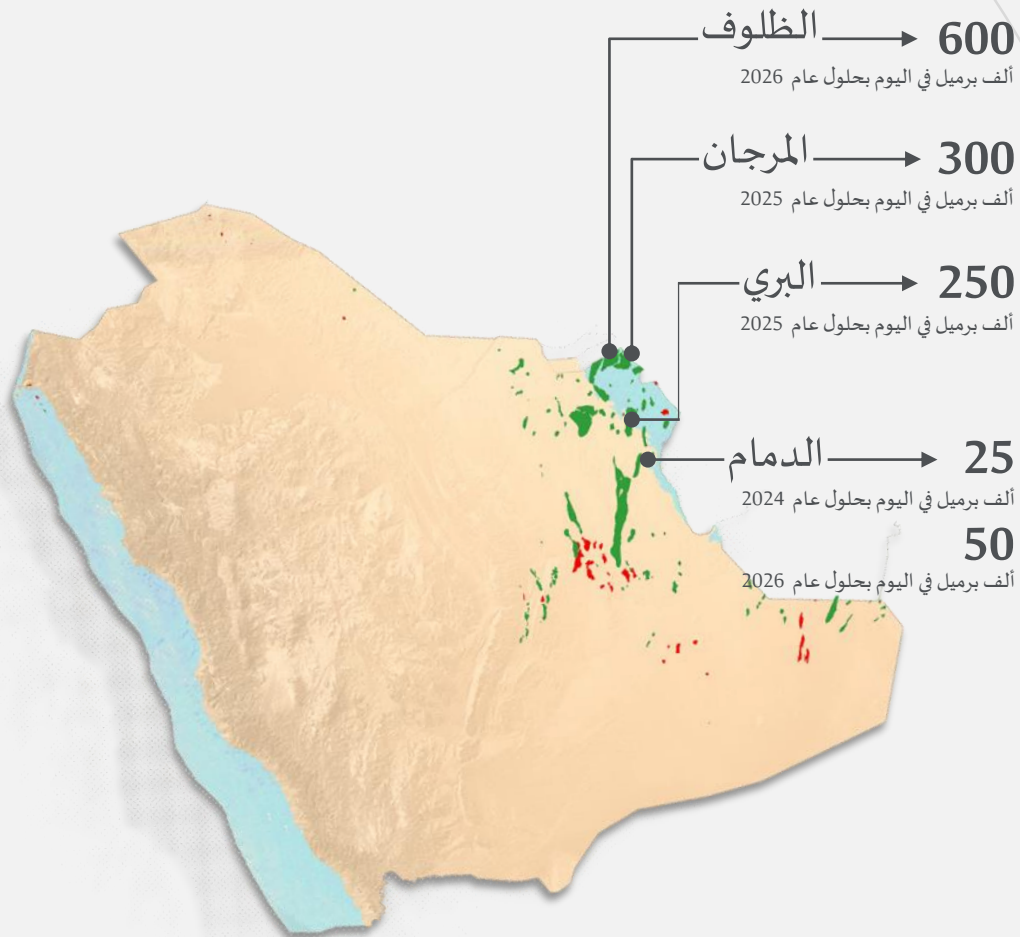 الظلوف 600
ألف برميل في اليوم بحلول عام 2026
المرجان 300
ألف برميل في اليوم بحلول عام 2025
البري 250
ألف برميل في اليوم بحلول عام 2025
الدمام 25
ألف برميل في اليوم بحلول عام 2024
50
ألف برميل في اليوم بحلول عام 2026